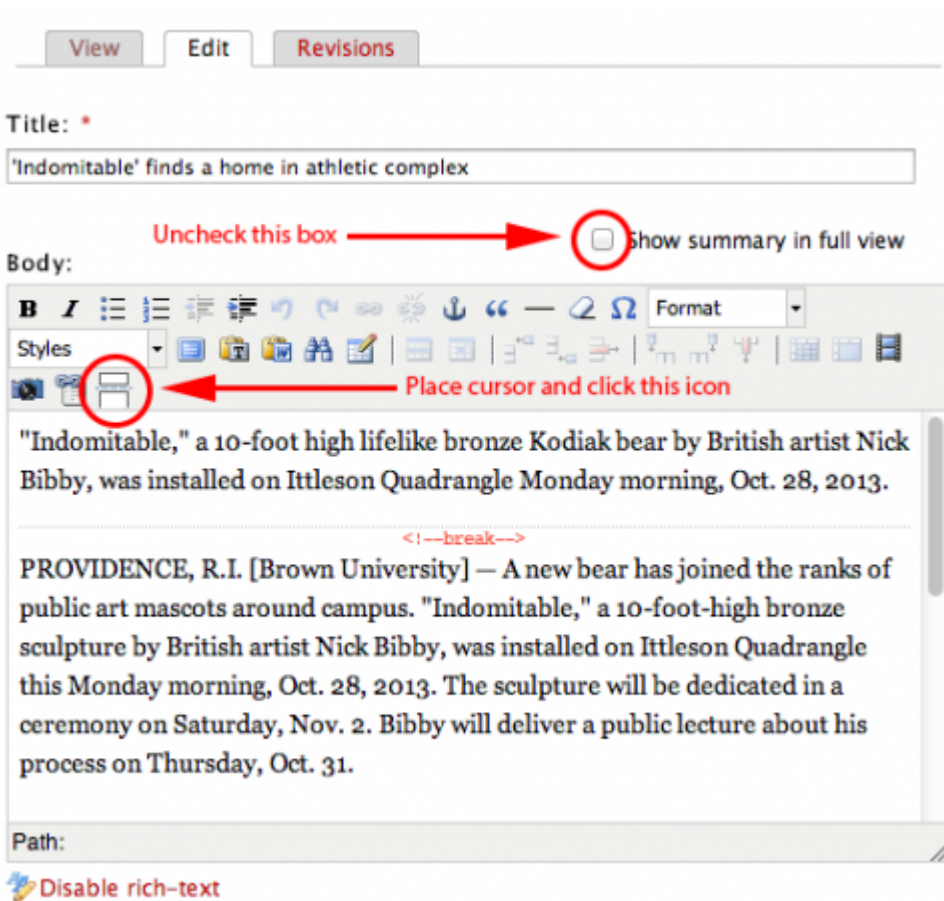 View Edit Revisions
Title: *
'Indomitable' finds a home in athletic complex
Uncheck this box
Show summary in full view
Body:
B I Format
Styles
Place cursor and click this icon
"Indomitable," a 10-foot high lifelike bronze Kodiak bear by British artist Nick
Bibby, was installed on Ittleson Quadrangle Monday morning, Oct. 28, 2013.
<!--break-->
PROVIDENCE, R.I. [Brown University] — A new bear has joined the ranks of
public art mascots around campus. "Indomitable," a 10-foot-high bronze
sculpture by British artist Nick Bibby, was installed on Ittleson Quadrangle
this Monday morning, Oct. 28, 2013. The sculpture will be dedicated in a
ceremony on Saturday, Nov. 2. Bibby will deliver a public lecture about his
process on Thursday, Oct. 31.
Path:
Disable rich-text